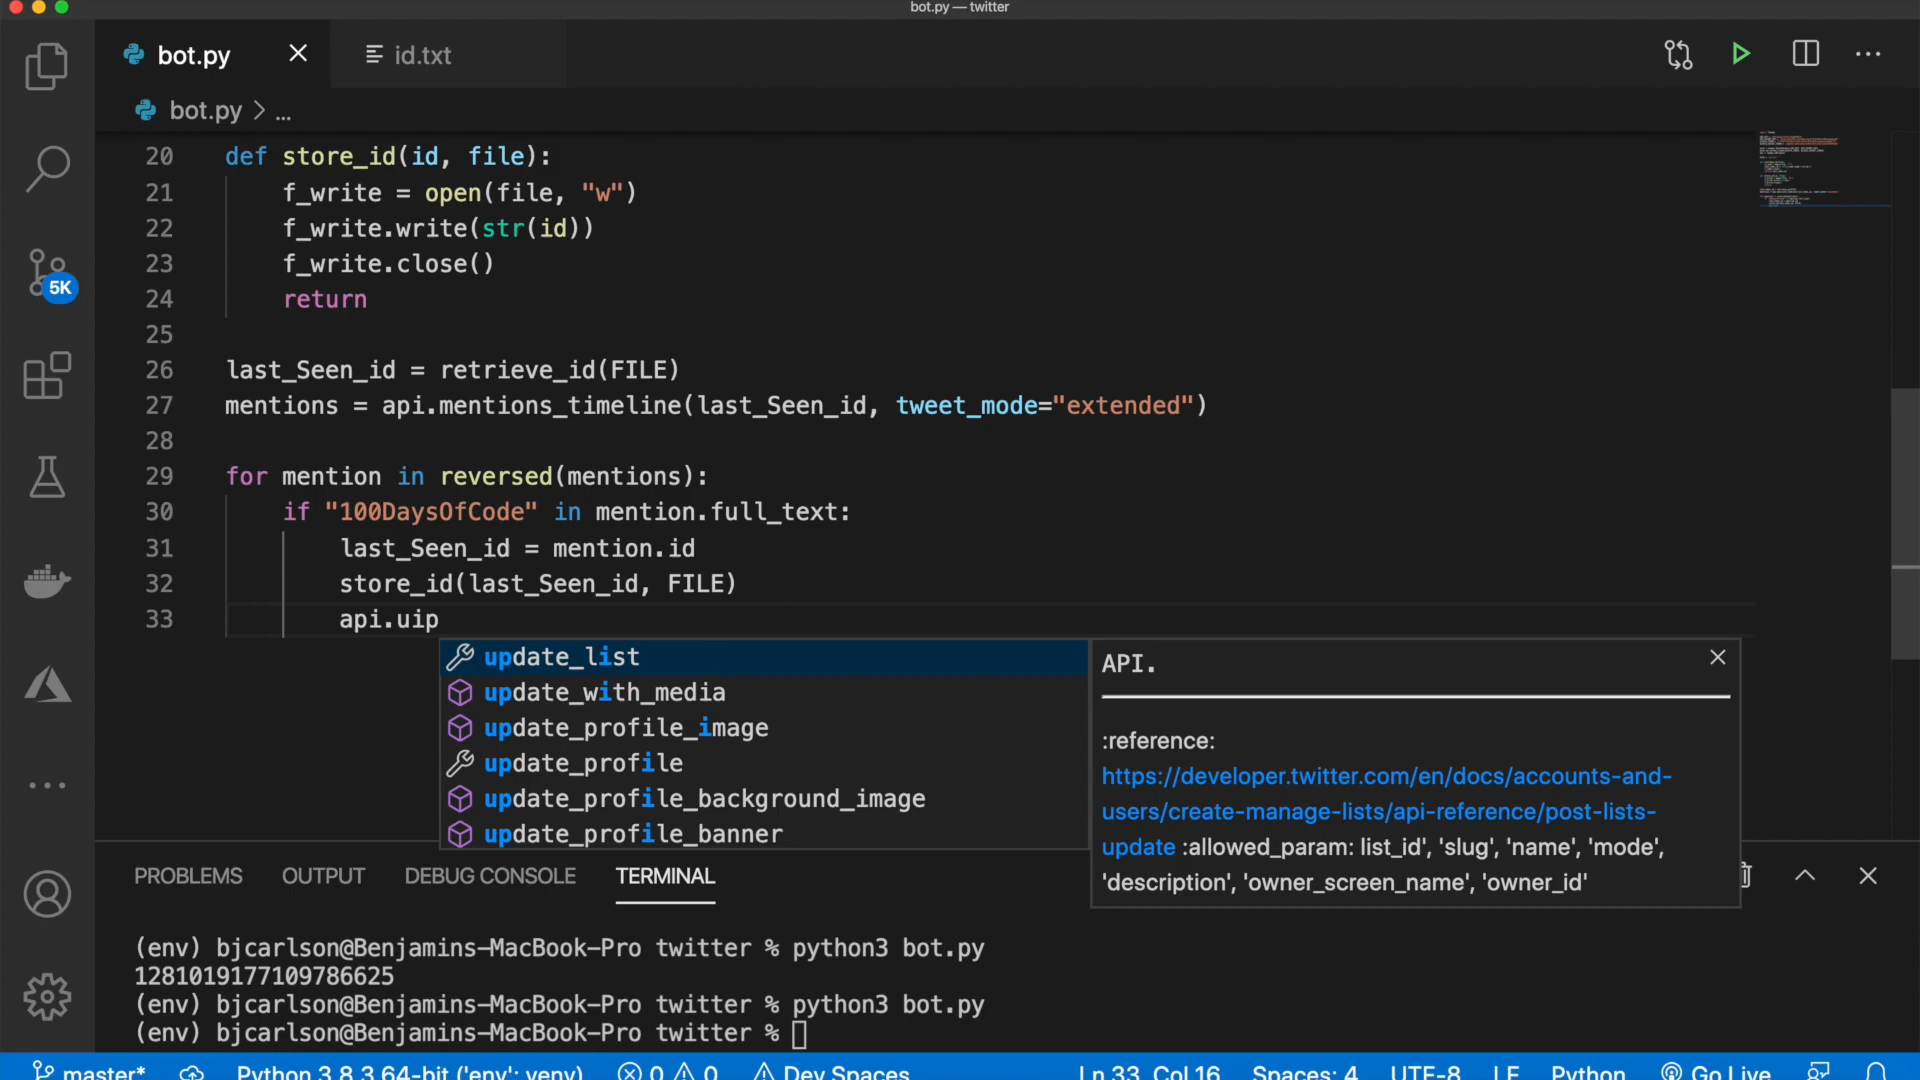 bot.py — twitter
bot.py
id.txt
bot.py > ...
5K
20 def store_id(id, file):
21 f_write = open(file, "w")
22 f_write.write(str(id))
23 f_write.close()
24 return
25
26 last_Seen_id = retrieve_id(FILE)
27 mentions = api.mentions_timeline(last_Seen_id, tweet_mode="extended")
28
29 for mention in reversed(mentions):
30 if "100DaysOfCode" in mention.full_text:
31 last_Seen_id = mention.id
32 store_id(last_Seen_id, FILE)
33 api.uip
update_list
update_with_media
update_profile_image
update_profile
update_profile_background_image
update_profile_banner
API.
:reference:
https://developer.twitter.com/en/docs/accounts-and-
users/create-manage-lists/api-reference/post-lists-
update :allowed_param: list_id', 'slug', 'name', 'mode',
'description', 'owner_screen_name', 'owner_id'
PROBLEMS OUTPUT DEBUG CONSOLE TERMINAL
(env) bjcarlson@Benjamins-MacBook-Pro twitter % python3 bot.py
1281019177109786625
(env) bjcarlson@Benjamins-MacBook-Pro twitter % python3 bot.py
(env) bjcarlson@Benjamins-MacBook-Pro twitter %
master* Python 3.8.3 64-bit ('env': venv) 0 0 Dev Spaces Ln 33, Col 16 Spaces: 4 UTF-8 LF Python Go Live